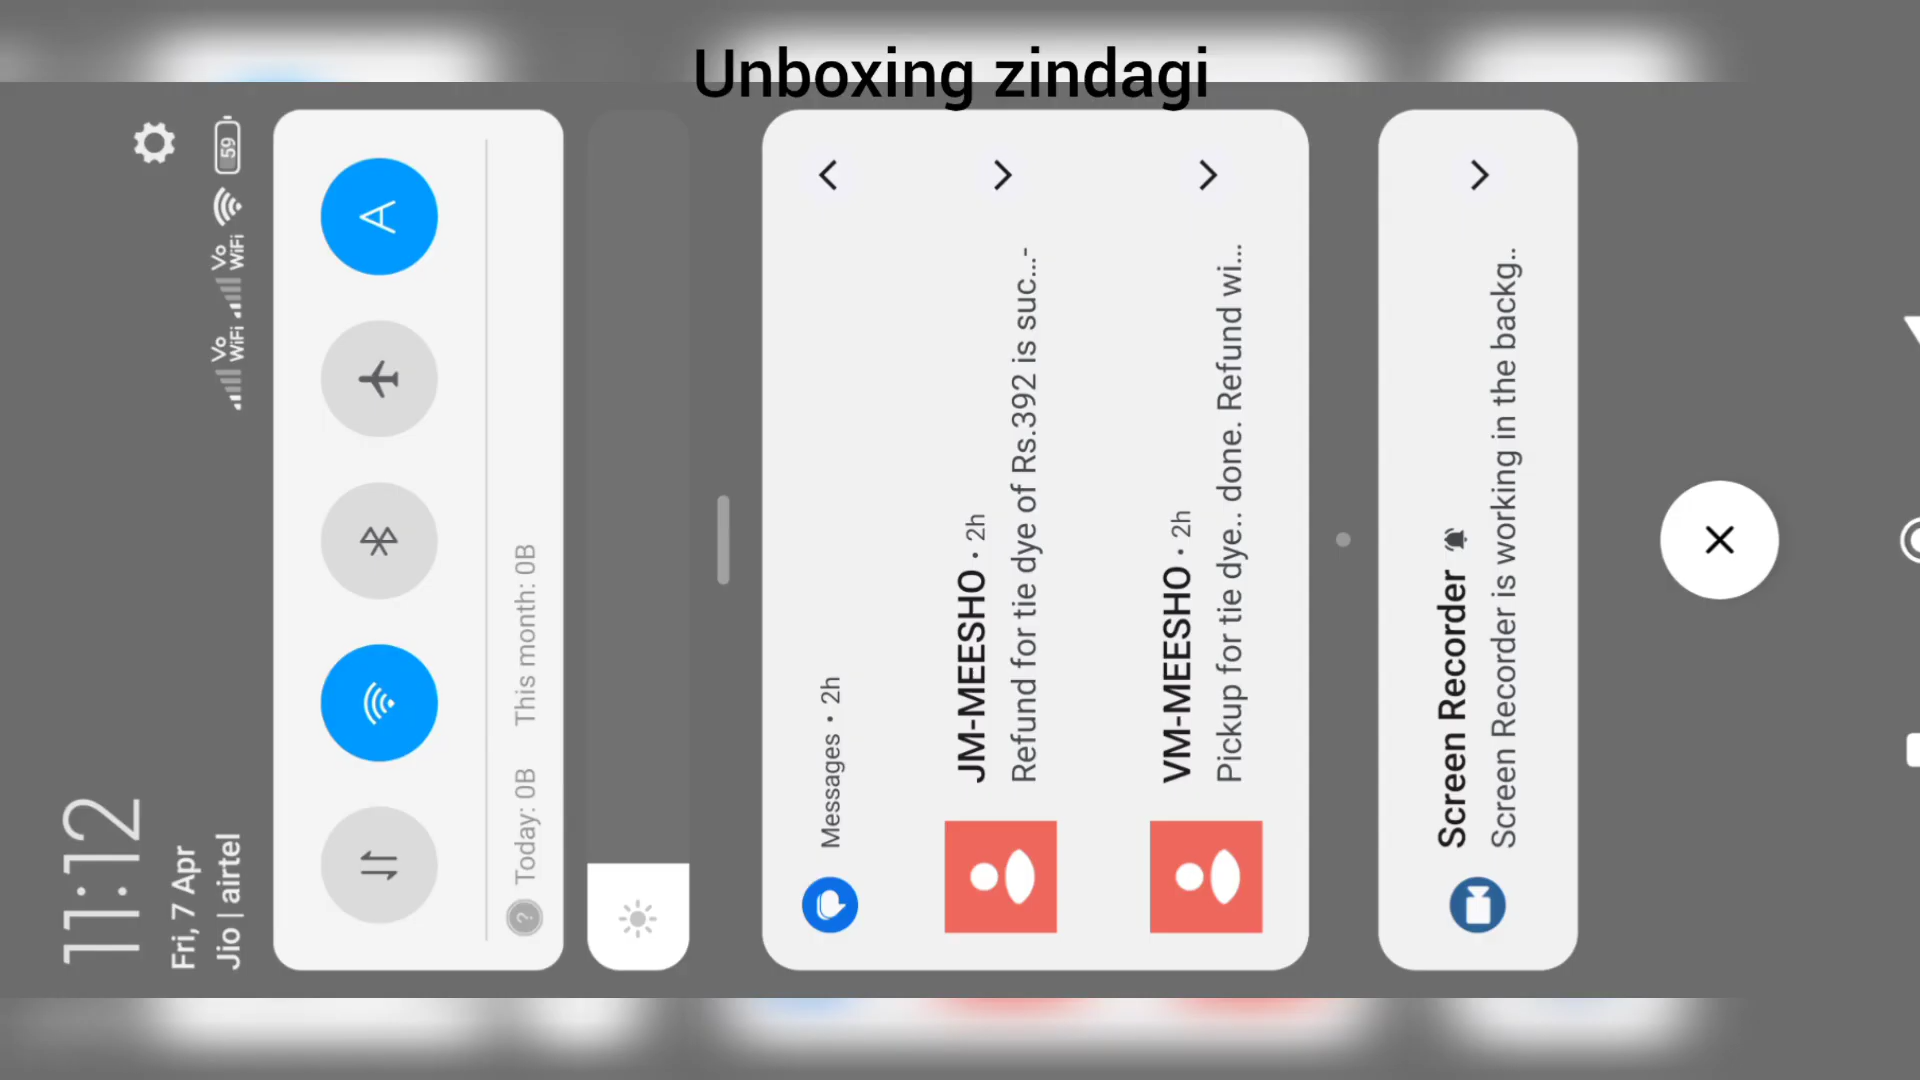 Unboxing zindagi
11:12
Fri, 7 Apr
Jio | airtel
Vo WiFi
Vo WiFi
59
A
Today: 0B
This month: 0B
Messages • 2h
JM-MEESHO • 2h
Refund for tie dye of Rs.392 is suc...-
VM-MEESHO • 2h
Pickup for tie dye.. done. Refund wi...
Screen Recorder
Screen Recorder is working in the backg..